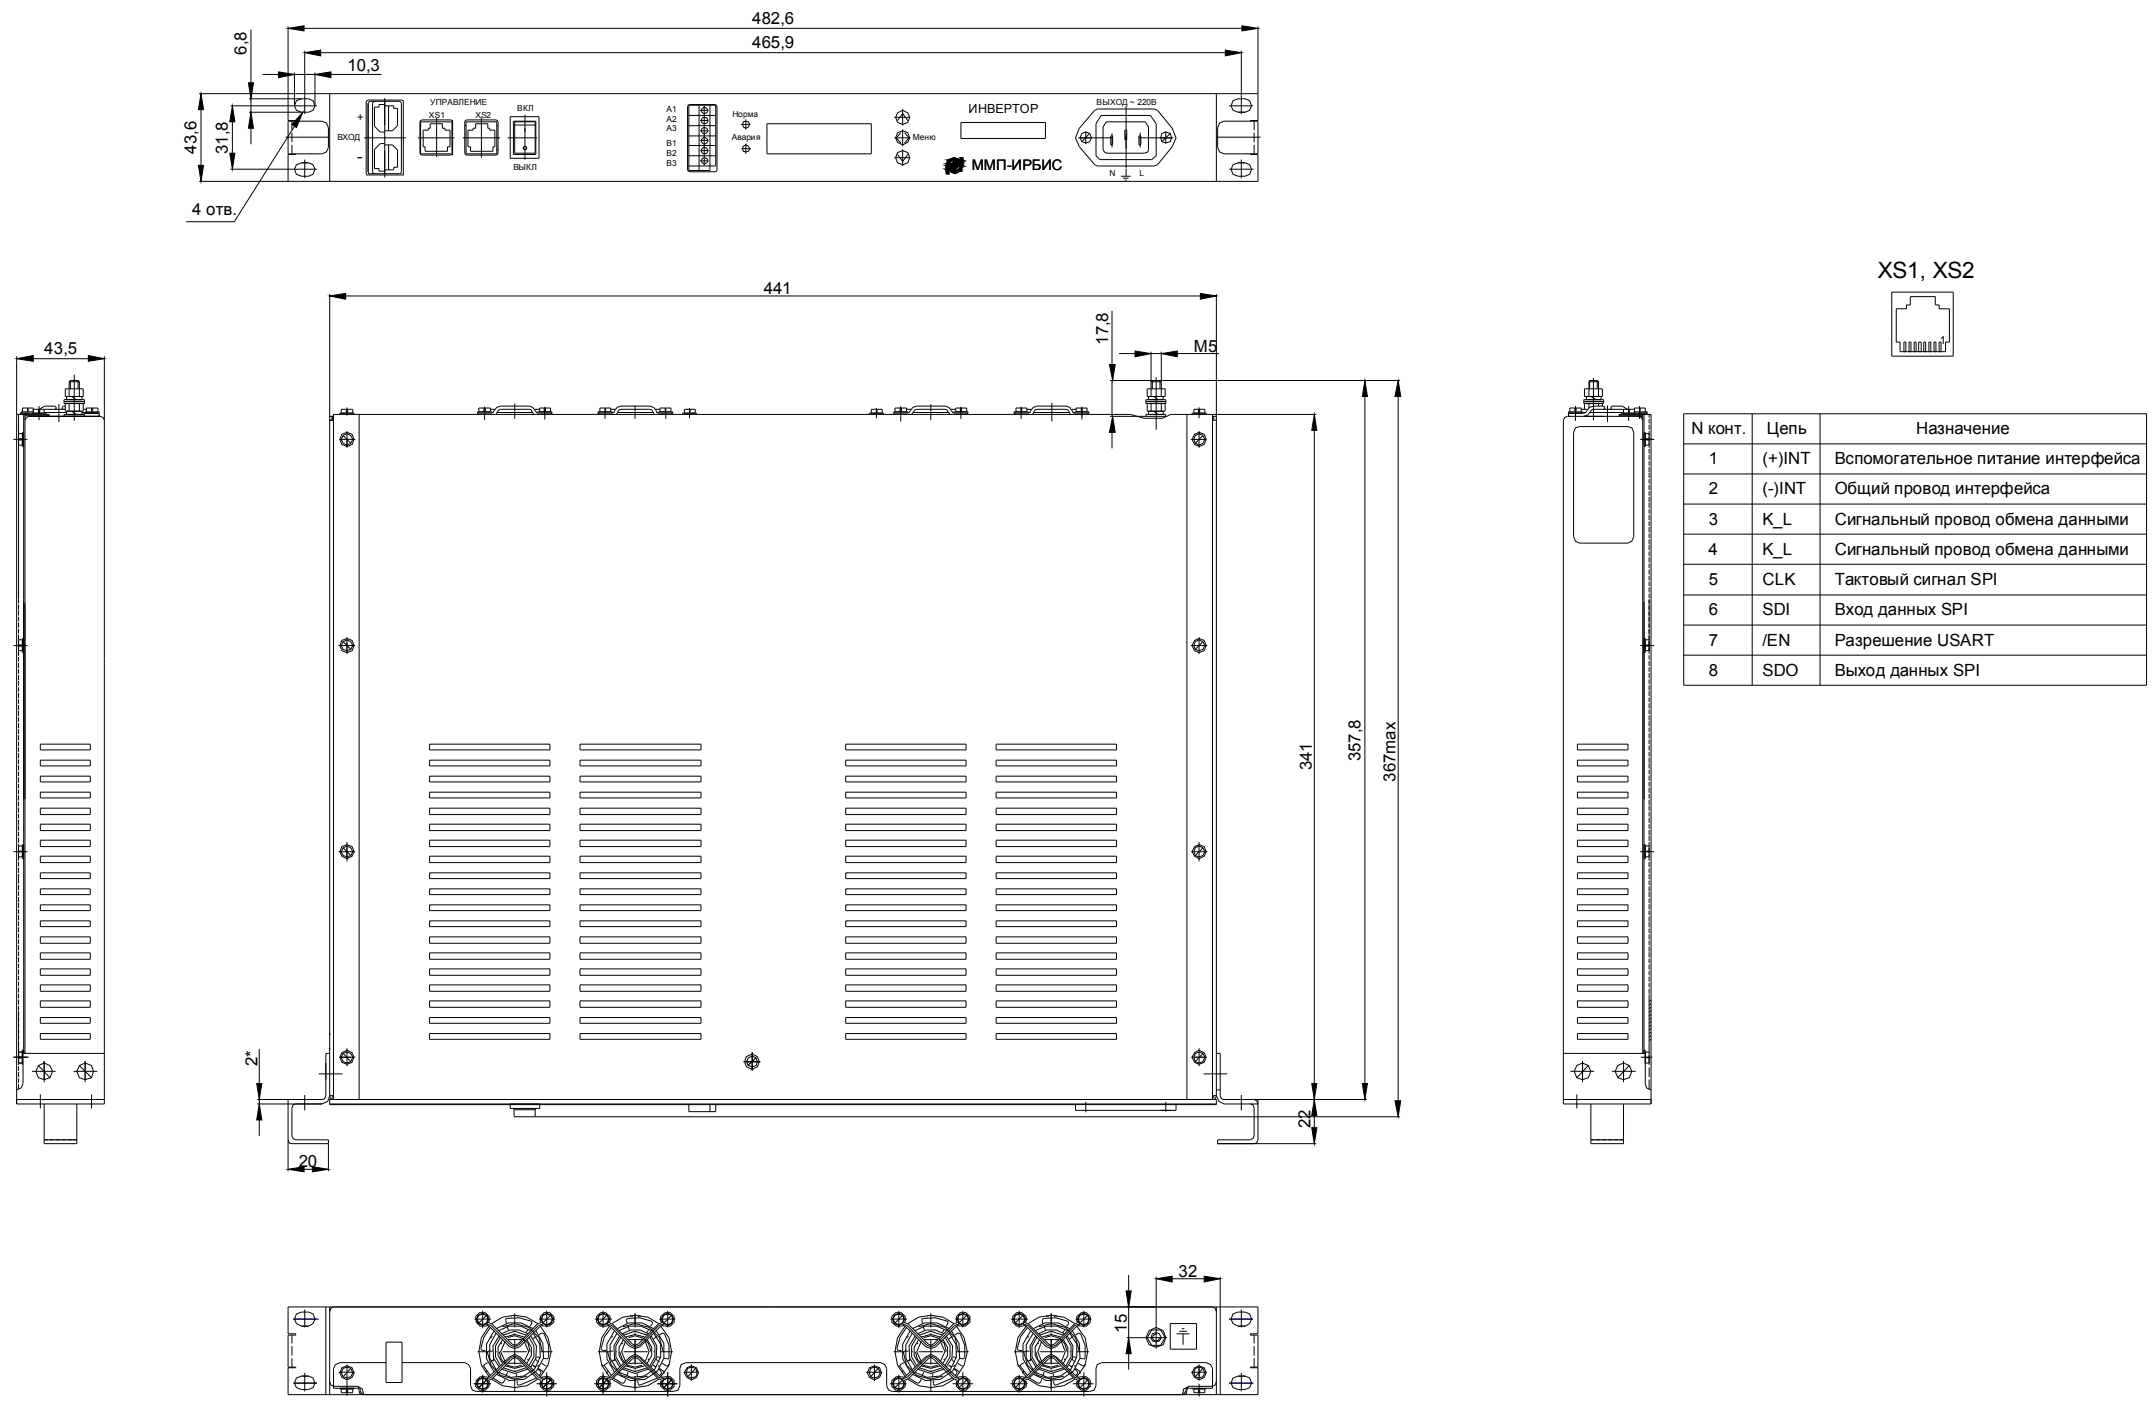 482,6
465,9
6,8
10,3
43,6
31,8
4 отв.
УПРАВЛЕНИЕ
XS1 XS2
ВКЛ
ВЫКЛ
+
ВХОД
-
A1
A2
A3
B1
B2
B3
Норма
Авария
Меню
ИНВЕРТОР
ММП-ИРБИС
ВЫХОД ~ 220В
N L
441
17,8
M5
43,5
341
357,8
367max
22
2*
20
XS1, XS2
1
N конт. Цепь Назначение
1 (+)INT Вспомогательное питание интерфейса
2 (-)INT Общий провод интерфейса
3 K_L Сигнальный провод обмена данными
4 K_L Сигнальный провод обмена данными
5 CLK Тактовый сигнал SPI
6 SDI Вход данных SPI
7 /EN Разрешение USART
8 SDO Выход данных SPI
32
15